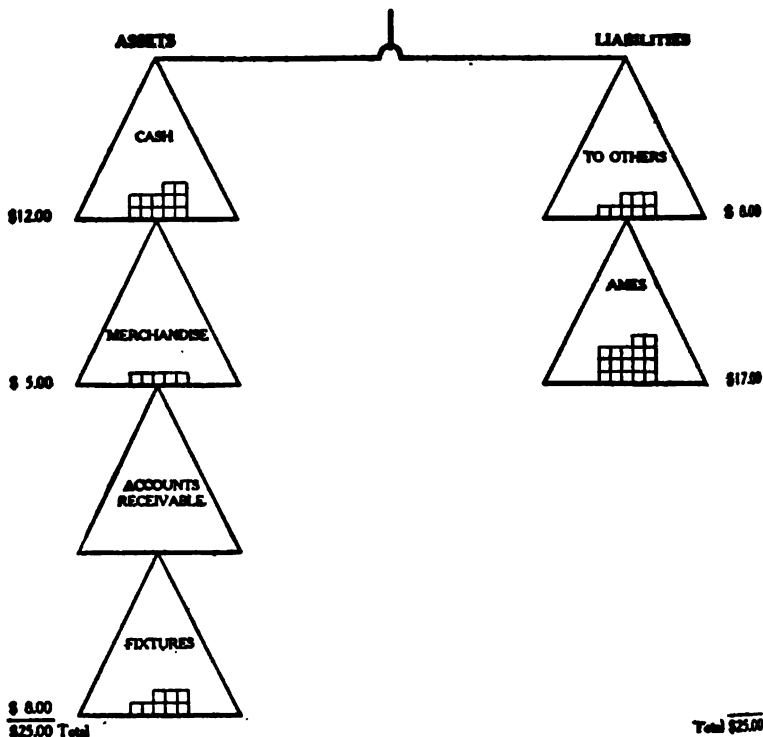 ASSETS
LIABILITIES
CASH
TO OTHERS
$12.00
$ 8.00
MERCHANDISE
AMES
$ 5.00
$17.00
ACCOUNTS
RECEIVABLE
FIXTURES
$ 8.00
$25.00 Total
Total $25.00